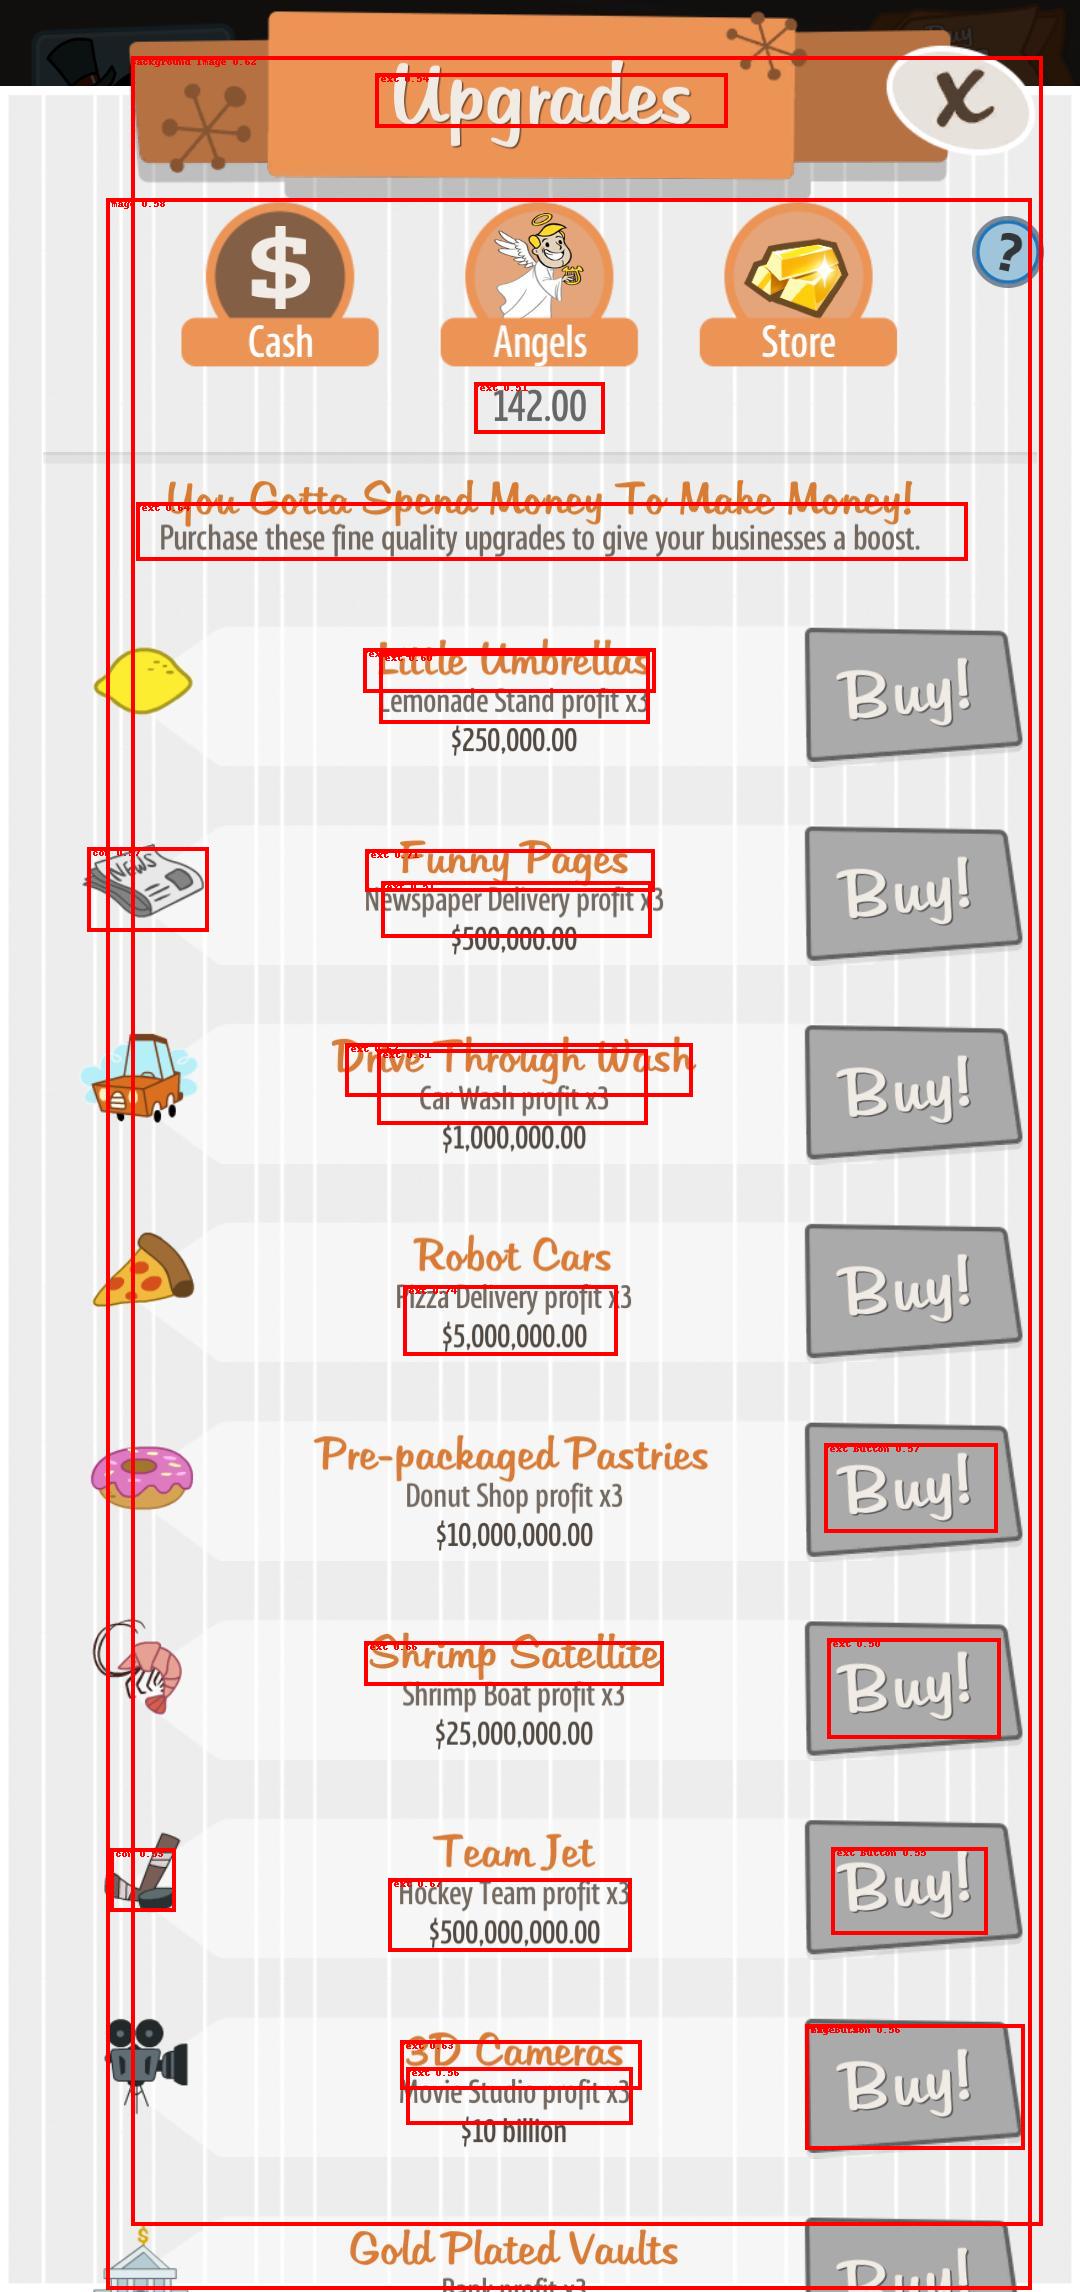 Buy
Upgrades
X
?
Cash
Angels
Store
142.00
You Gotta Spend Money To Make Money!
Purchase these fine quality upgrades to give your businesses a boost.
Little Umbrellas
Lemonade Stand profit x3
$250,000.00
Buy!
NEWS
Funny Pages
Newspaper Delivery profit x3
$500,000.00
Buy!
Drive Through Wash
Car Wash profit x3
$1,000,000.00
Buy!
Robot Cars
Pizza Delivery profit x3
$5,000,000.00
Buy!
Pre-packaged Pastries
Donut Shop profit x3
$10,000,000.00
Buy!
Shrimp Satellite
Shrimp Boat profit x3
$25,000,000.00
Buy!
Team Jet
Hockey Team profit x3
$500,000,000.00
Buy!
3D Cameras
Movie Studio profit x3
$10 billion
Buy!
Gold Plated Vaults
Bank profit x3
Buy!